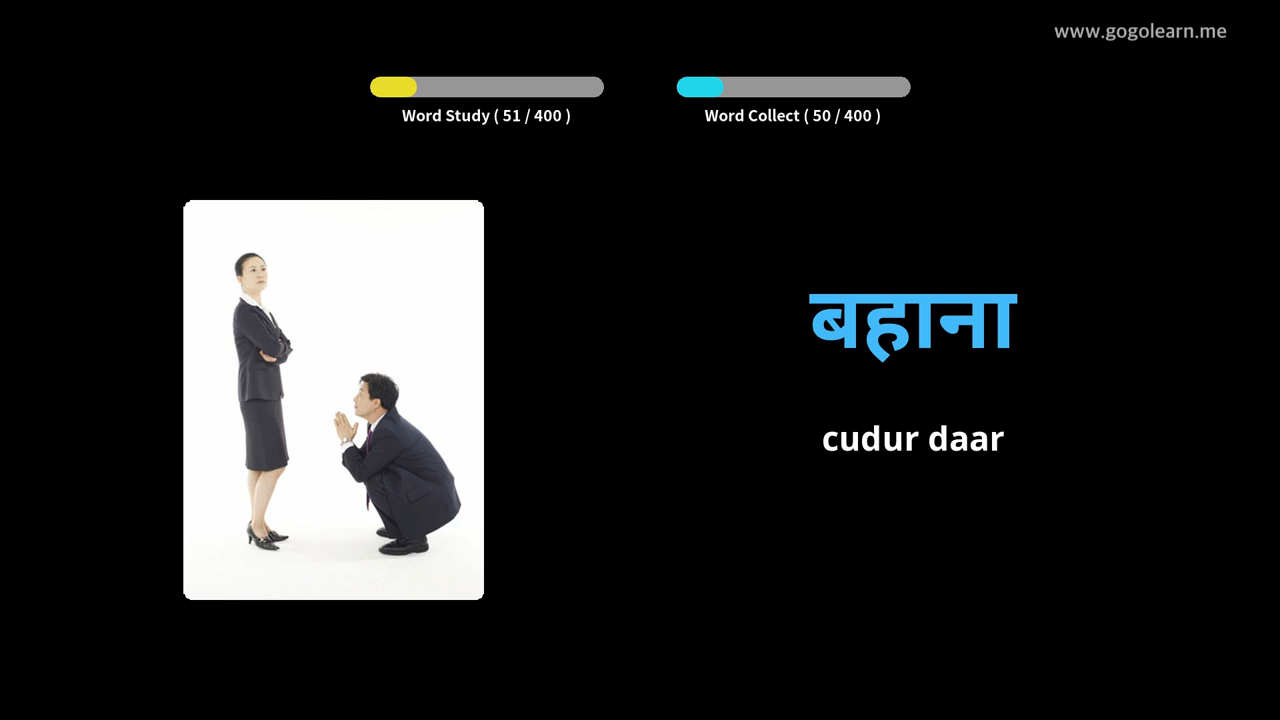 www.gogolearn.me
Word Study ( 51 / 400 )
Word Collect ( 50 / 400 )
बहाना
cudur daar